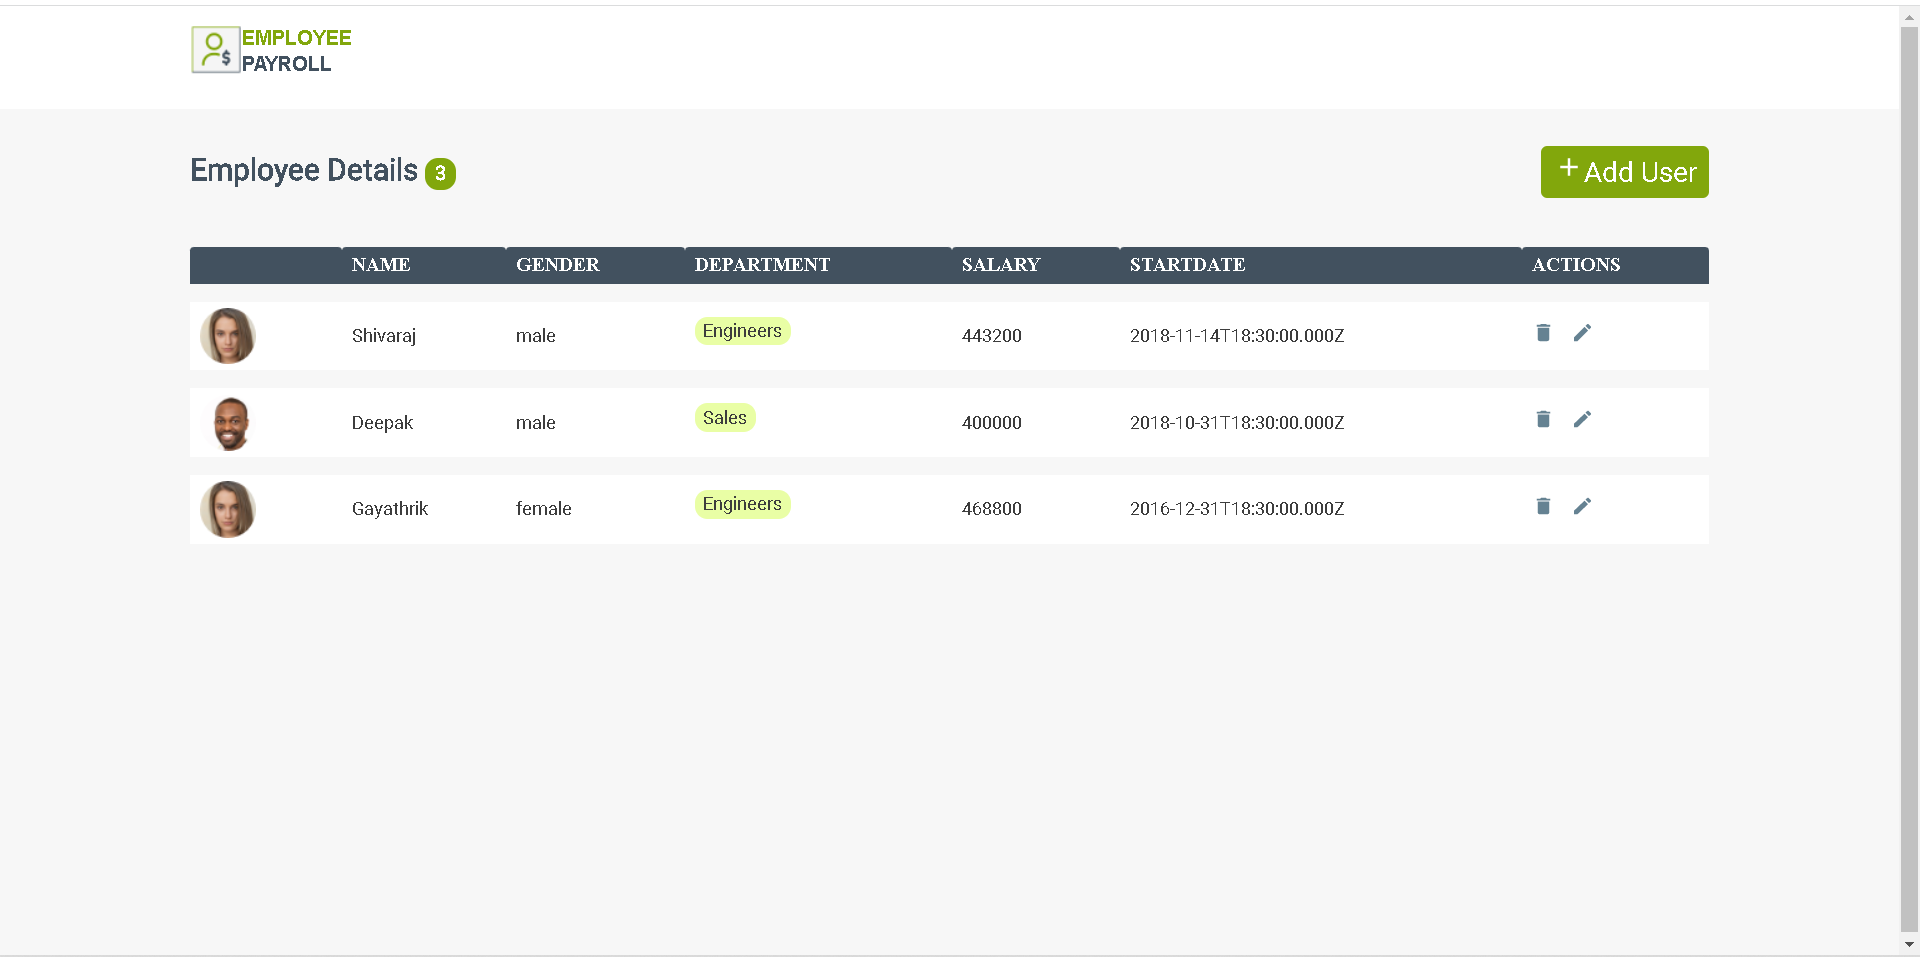 EMPLOYEE
PAYROLL
Employee Details 3
+ Add User
NAME GENDER DEPARTMENT SALARY STARTDATE ACTIONS
Shivaraj male Engineers 443200 2018-11-14T18:30:00.000Z
Deepak male Sales 400000 2018-10-31T18:30:00.000Z
Gayathrik female Engineers 468800 2016-12-31T18:30:00.000Z